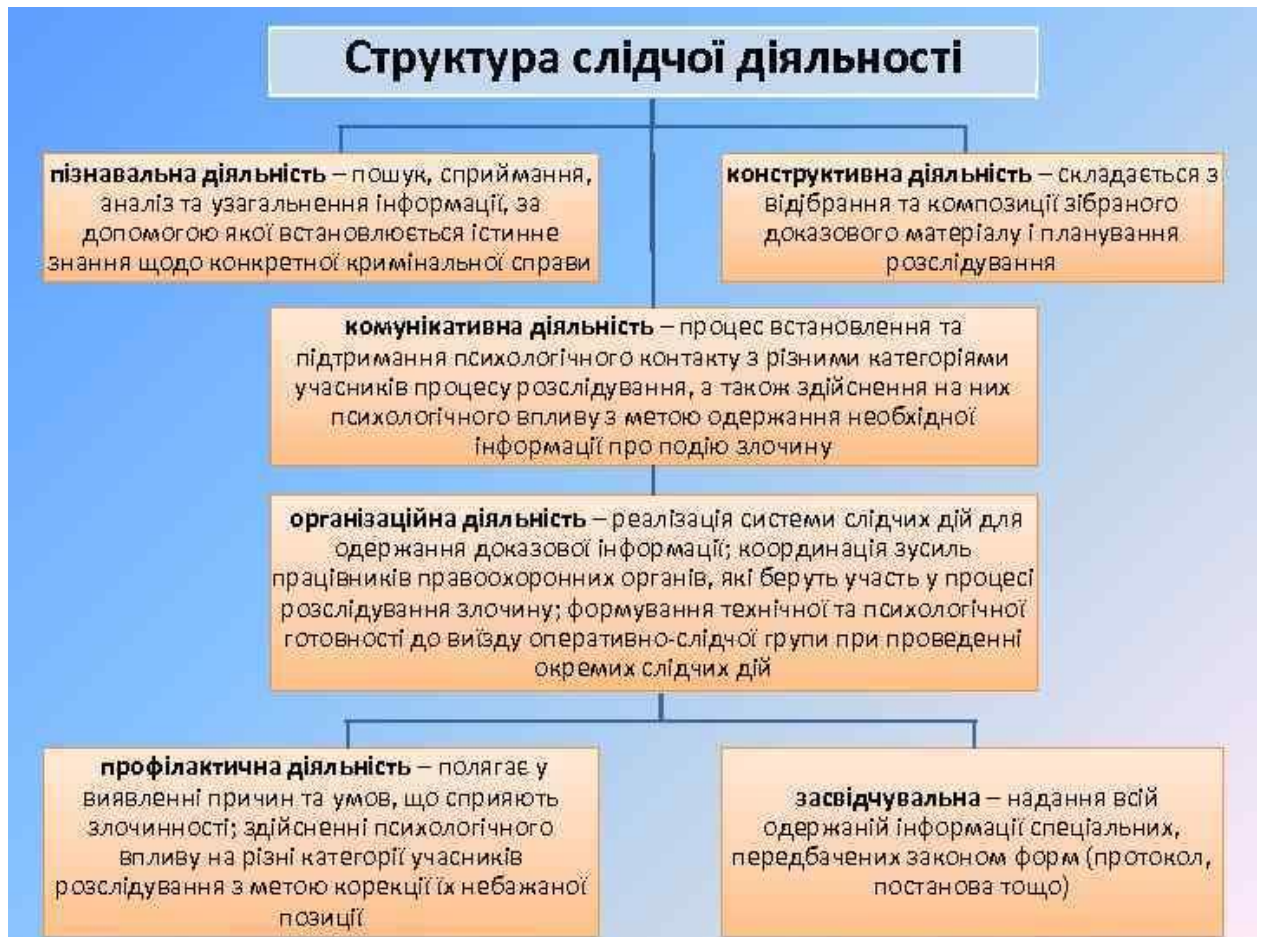 Структура слідчої діяльності
пізнавальна діяльність – пошук, сприймання,
аналіз та узагальнення інформації, за
допомогою якої встановлюється істинне
знання щодо конкретної кримінальної справи
конструктивна діяльність – складається з
відібрання та композиції зібраного
доказового матеріалу і планування
розслідування
комунікативна діяльність – процес встановлення та
підтримання психологічного контакту з різними категоріями
учасників процесу розслідування, а також здійснення на них
психологічного впливу з метою одержання необхідної
інформації про подію злочину
організаційна діяльність – реалізація системи слідчих дій для
одержання доказової інформації; координація зусиль
працівників правоохоронних органів, які беруть участь у процесі
розслідування злочину; формування технічної та психологічної
готовності до виїзду оперативно-слідчої групи при проведенні
окремих слідчих дій
профілактична діяльність – полягає у
виявленні причин та умов, що сприяють
злочинності; здійсненні психологічного
впливу на різні категорії учасників
розслідування з метою корекції їх небажаної
позиції
засвідчувальна – надання всій
одержаній інформації спеціальних,
передбачених законом форм (протокол,
постанова тощо)